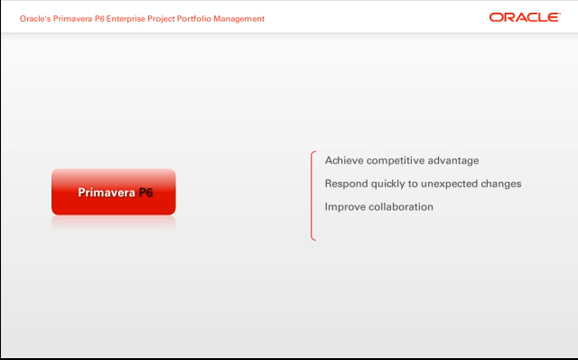 Oracle's Primavera P6 Enterprise Project Portfolio Management
ORACLE
Achieve competitive advantage
Respond quickly to unexpected changes
Primavera P6
Improve collaboration